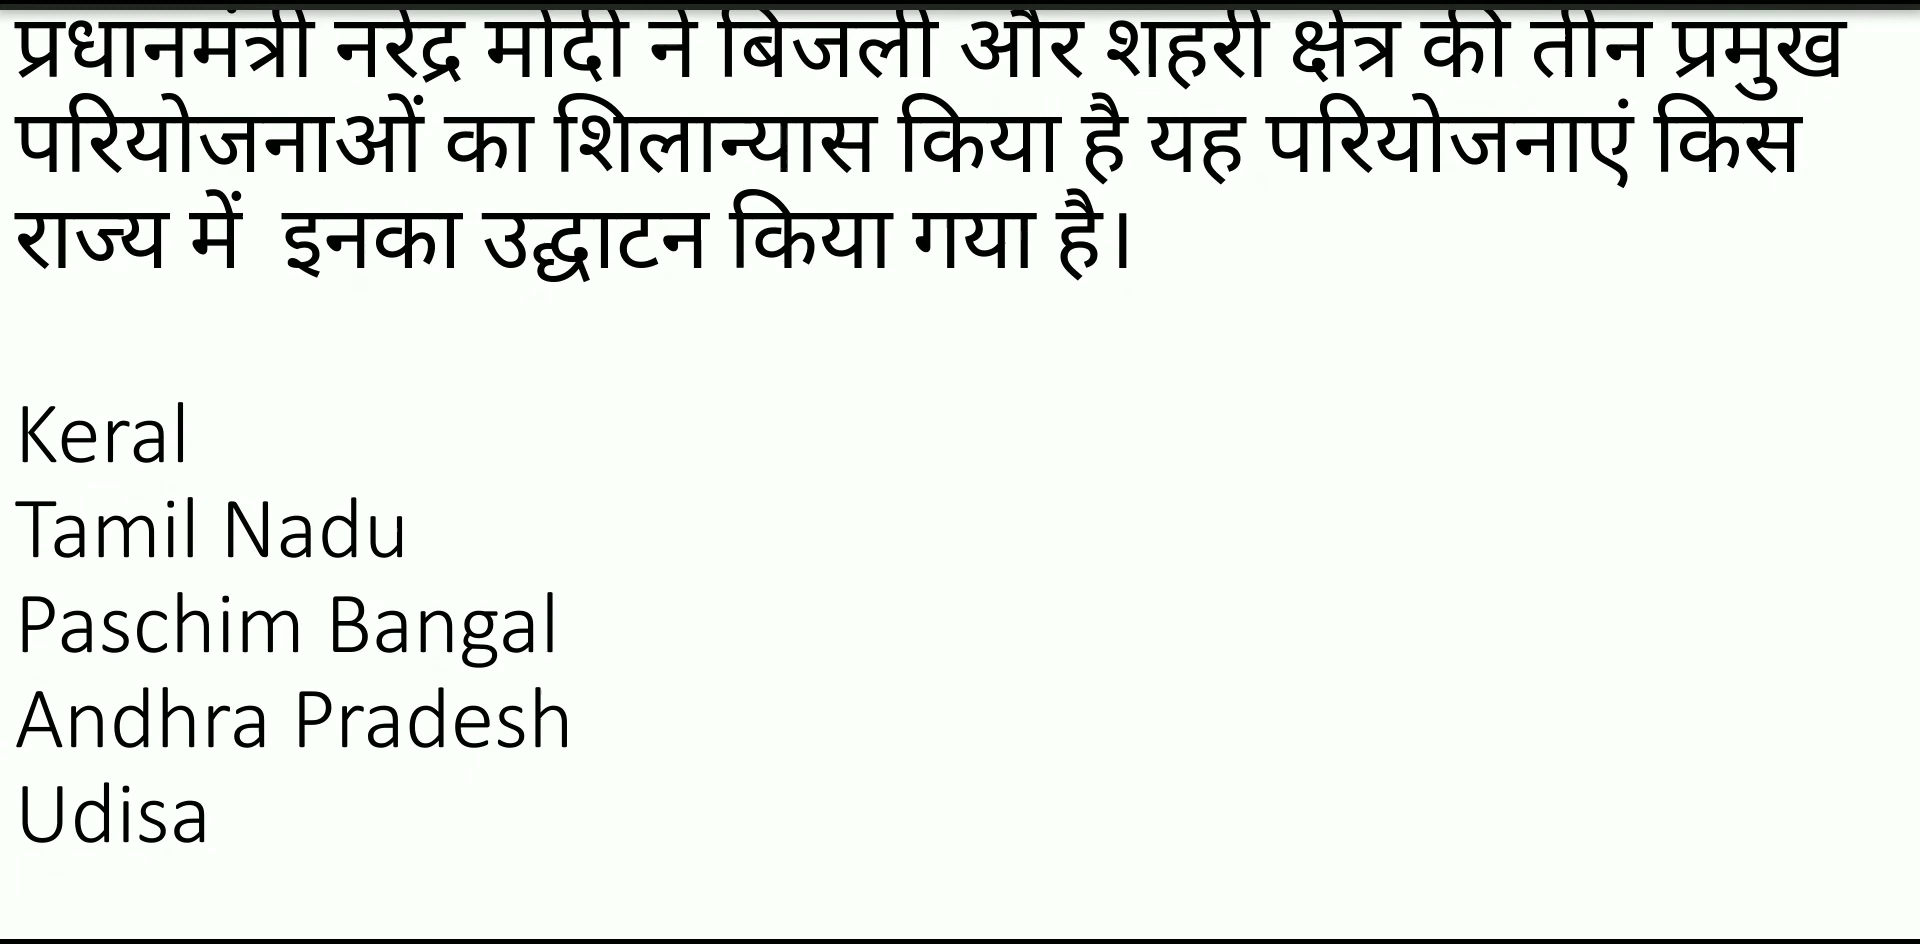 प्रधानमंत्री नरेंद्र मोदी ने बिजली और शहरी क्षेत्र की तीन प्रमुख
परियोजनाओं का शिलान्यास किया है यह परियोजनाएं किस
राज्य में इनका उद्घाटन किया गया है।
Keral
Tamil Nadu
Paschim Bangal
Andhra Pradesh
Udisa